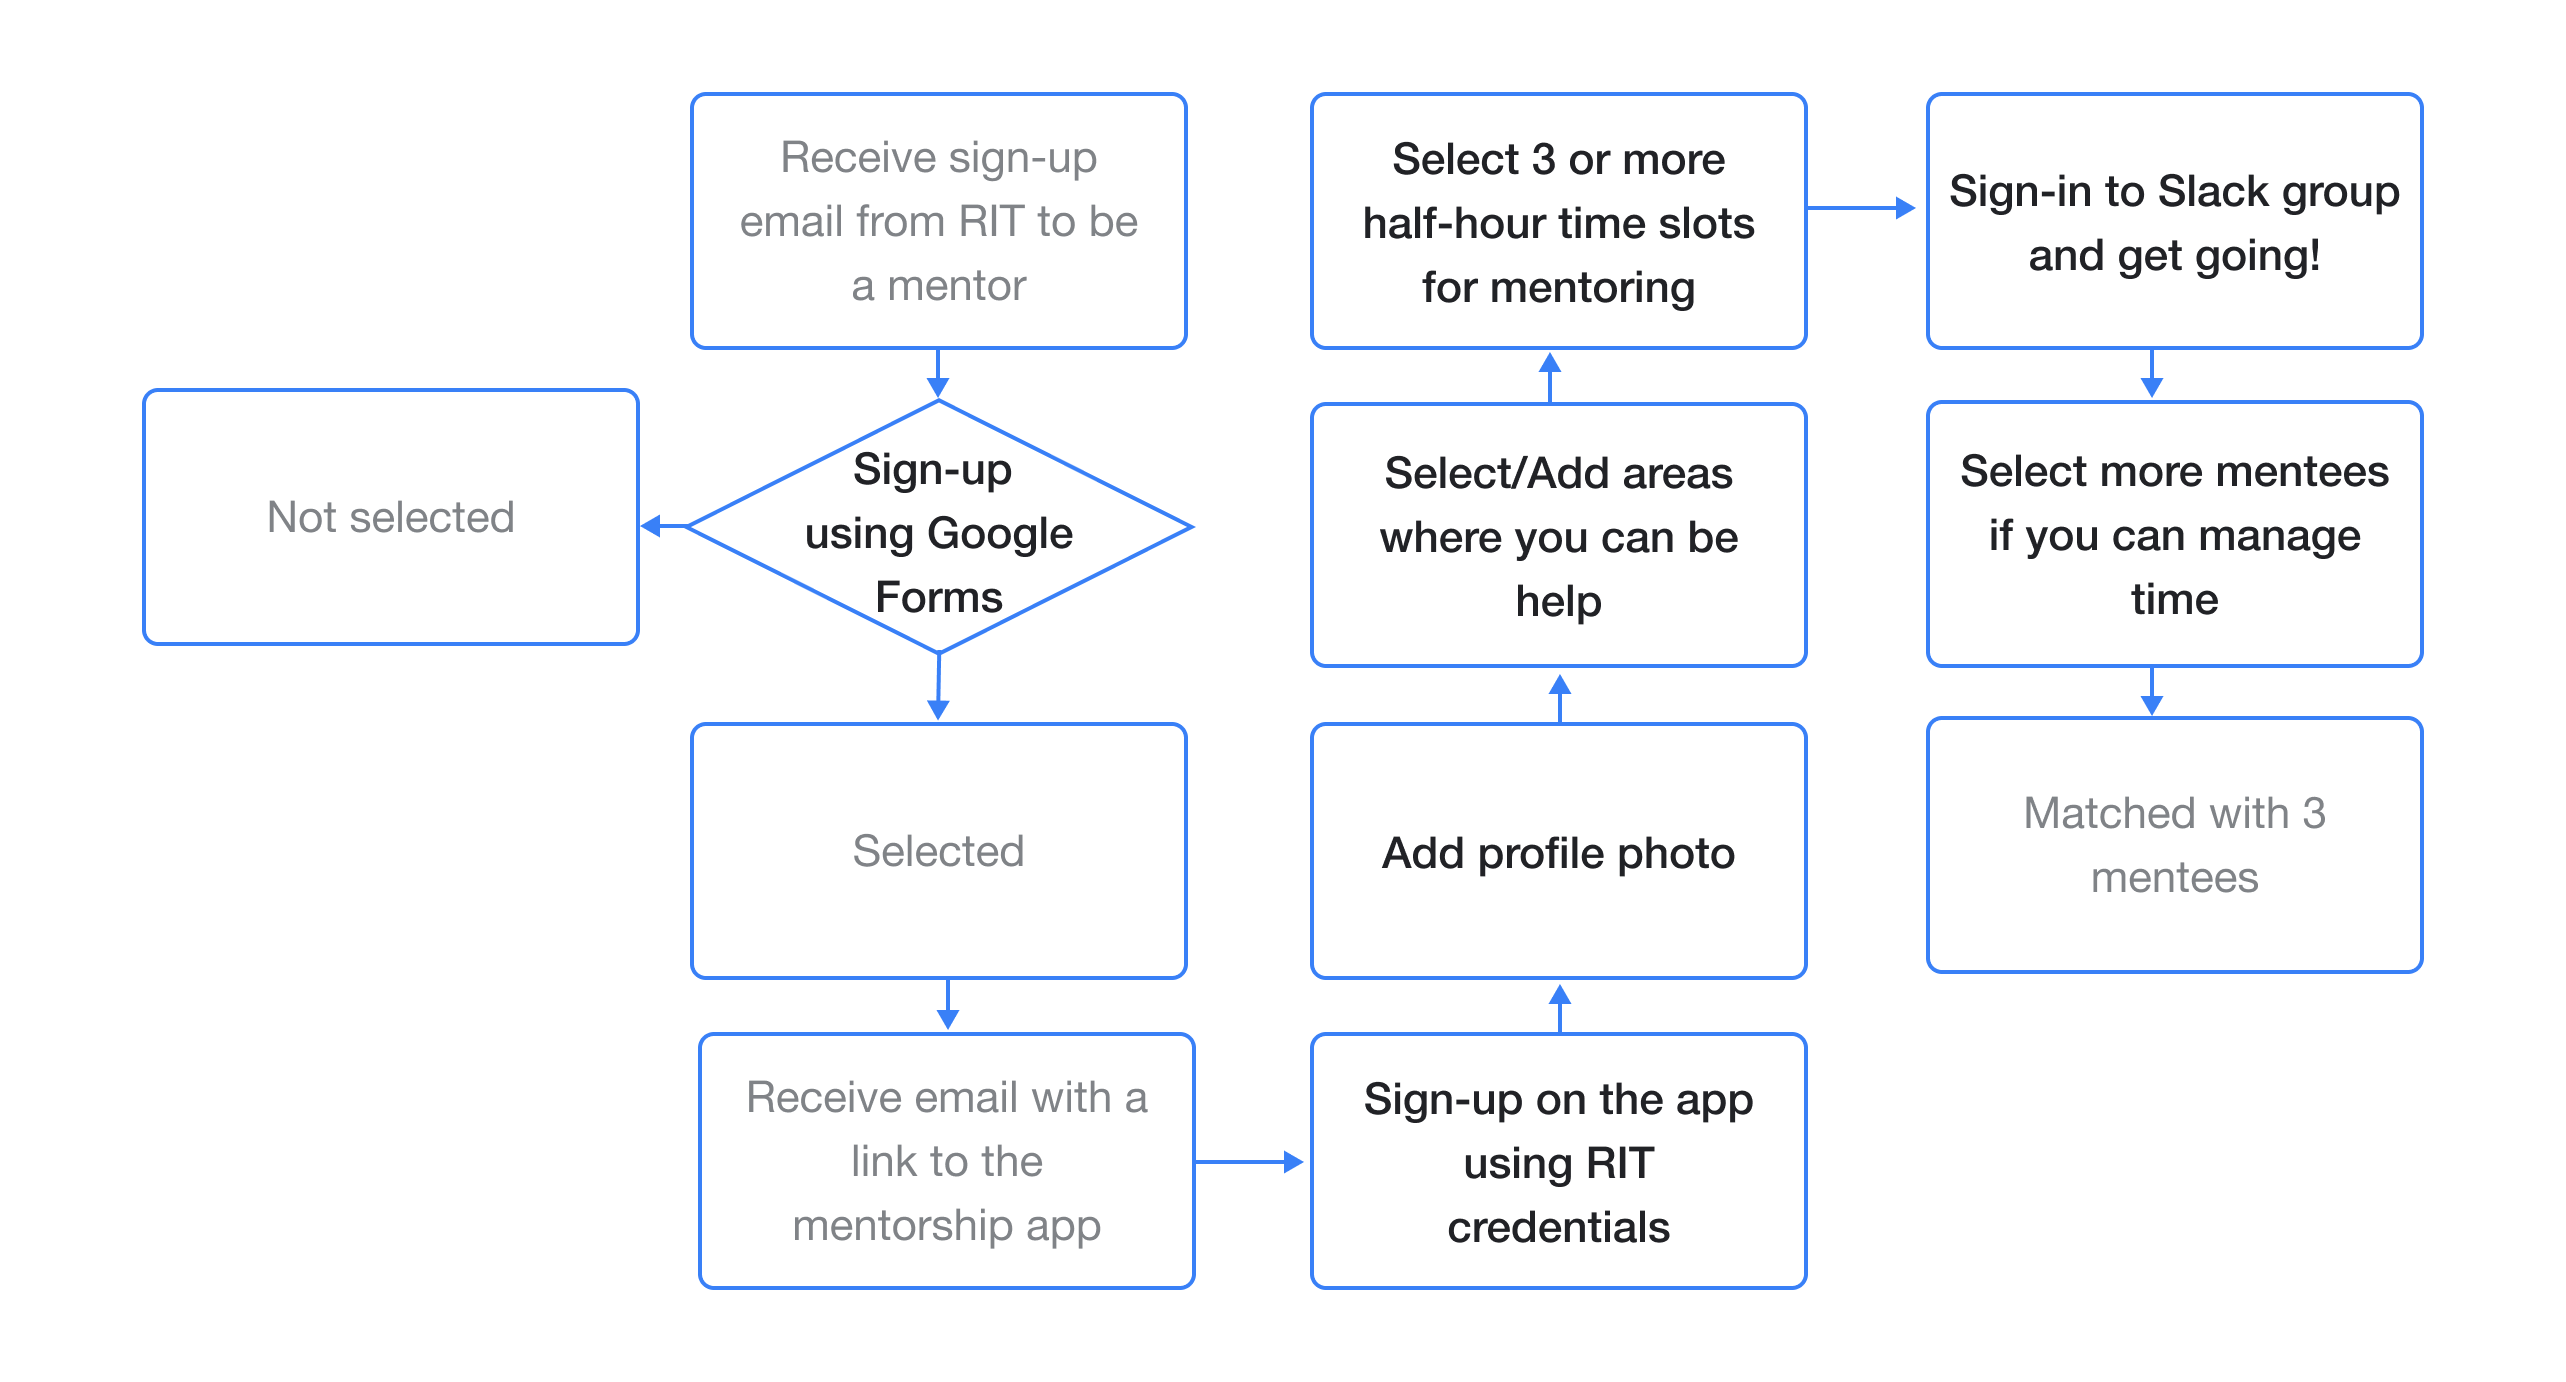 Receive sign-up
email from RIT to be
a mentor
Not selected
Sign-up
using Google
Forms
Selected
Receive email with a
link to the
mentorship app
Sign-up on the app
using RIT
credentials
Add profile photo
Select/Add areas
where you can be
help
Select 3 or more
half-hour time slots
for mentoring
Sign-in to Slack group
and get going!
Select more mentees
if you can manage
time
Matched with 3
mentees